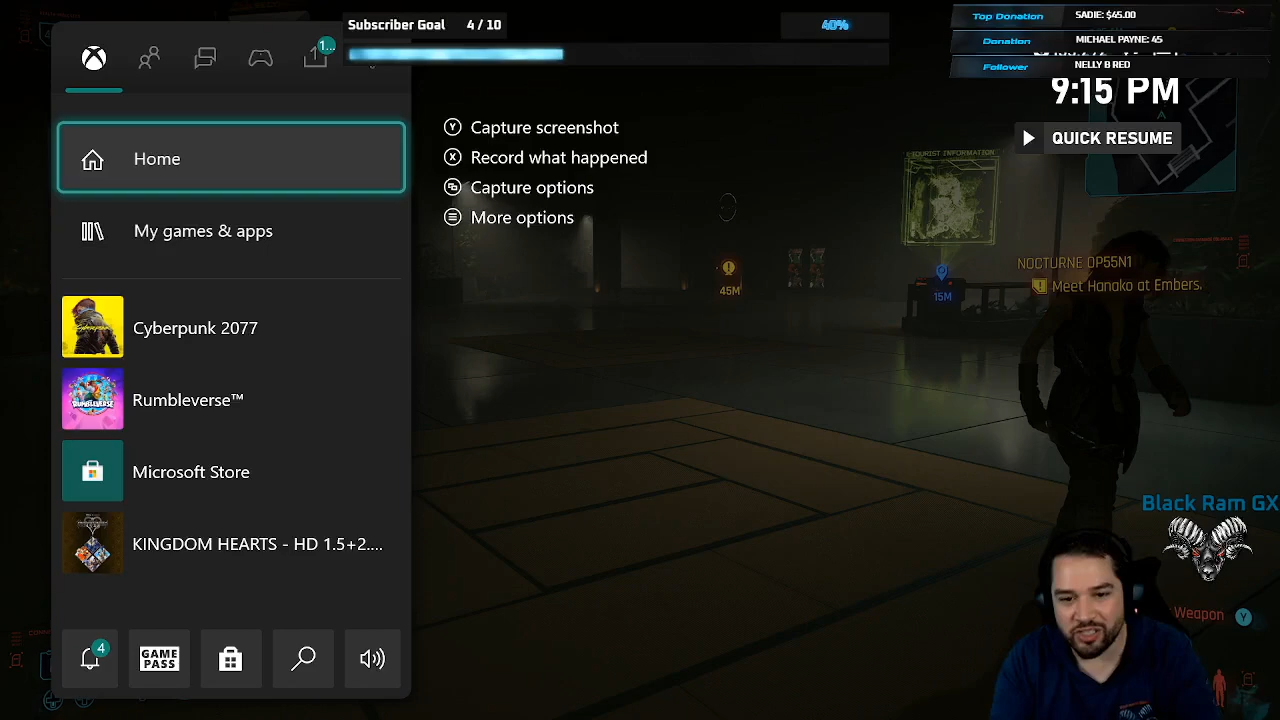 Subscriber Goal 4 / 10
40%
Top Donation SADIE: $45.00
Donation MICHAEL PAYNE: 45
Follower NELLY B RED
9:15 PM
QUICK RESUME
1...
Home
My games & apps
Cyberpunk 2077
Rumbleverse™
Microsoft Store
KINGDOM HEARTS - HD 1.5+2....
4
GAME
PASS
Y Capture screenshot
X Record what happened
Capture options
More options
TOURIST INFORMATION
45M
15M
NOCTURNE OP55N1
Meet Hanako at Embers.
Black Ram GX
Weapon Y